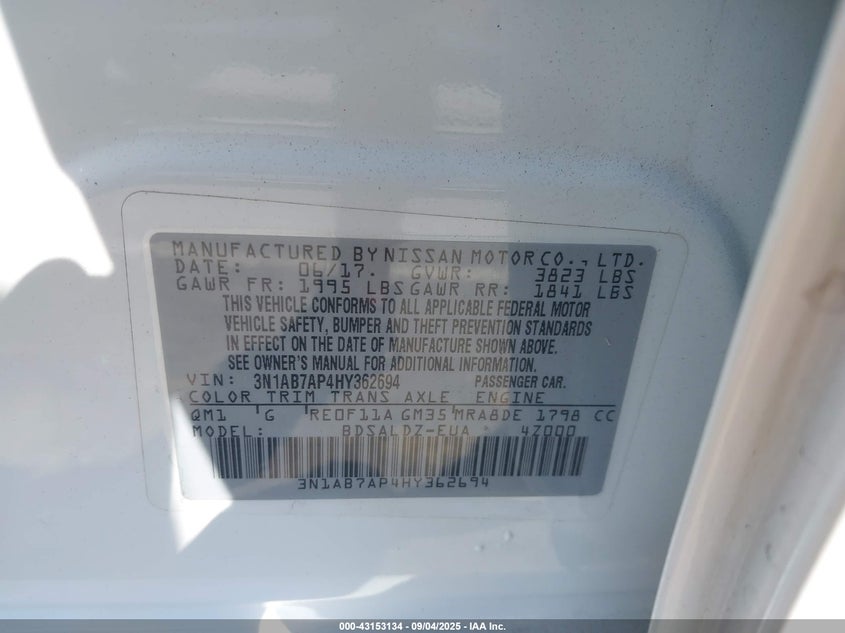 MANUFACTURED BY NISSAN MOTOR CO., LTD.
DATE: 06/17. GVWR: 3823 LBS
GAWR FR: 1995 LBS GAWR RR: 1841 LBS
THIS VEHICLE CONFORMS TO ALL APPLICABLE FEDERAL MOTOR
VEHICLE SAFETY, BUMPER AND THEFT PREVENTION STANDARDS
IN EFFECT ON THE DATE OF MANUFACTURE SHOWN ABOVE.
SEE OWNER'S MANUAL FOR ADDITIONAL INFORMATION.
VIN: 3N1AB7AP4HY362694 PASSENGER CAR.
COLOR TRIM TRANS AXLE ENGINE
QM1 G RE0F11A GM35 MRA8DE 1798 CC
MODEL: BDSALDZ-EUA 4Z000
3N1AB7AP4HY362694
000-43153134 - 09/04/2025 - IAA Inc.